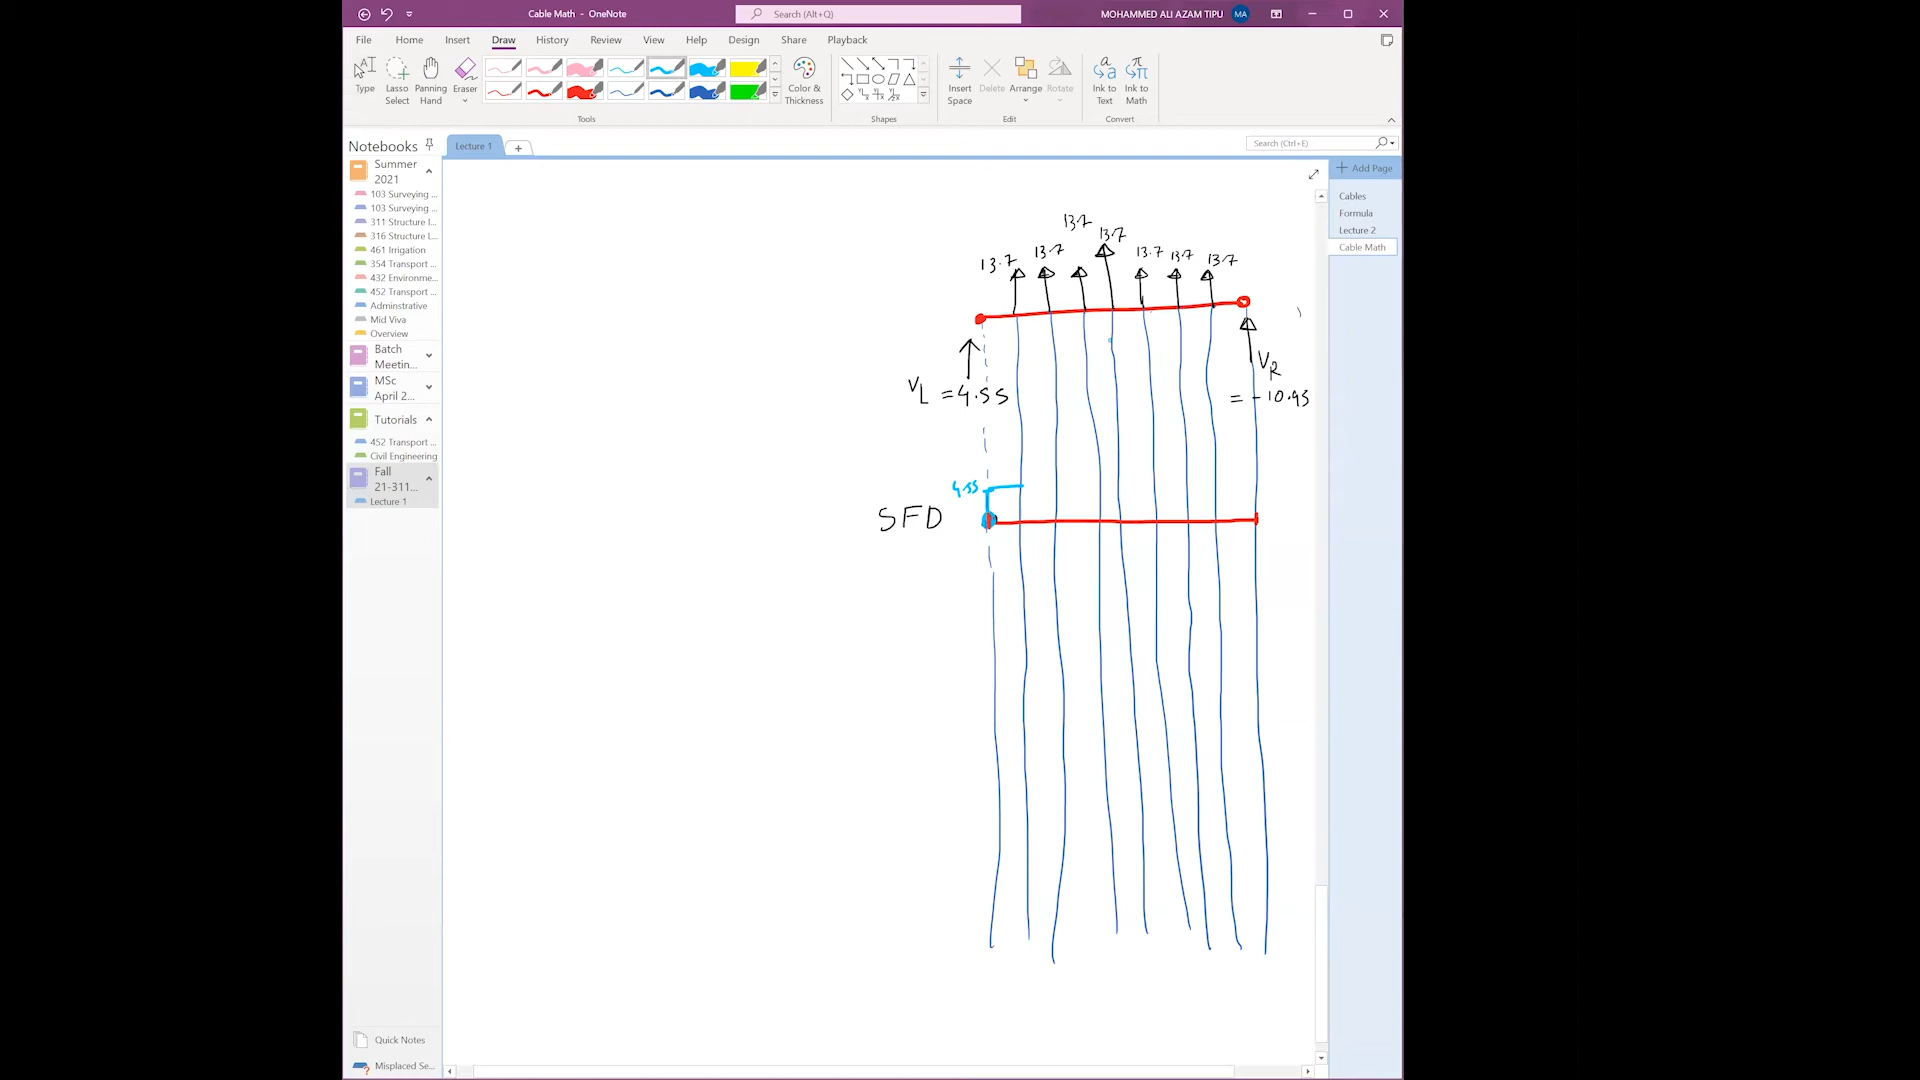 Cable Math - OneNote
Search (Alt+Q)
MOHAMMED ALI AZAM TIPU
MA
File Home Insert Draw History Review View Help Design Share Playback
Type
Lasso Select
Panning Hand
Eraser
Color & Thickness
Insert Space
Delete
Arrange
Rotate
Ink to Text
Ink to Math
Tools
Shapes
Edit
Convert
Notebooks
Lecture 1
Search (Ctrl+E)
Add Page
Cables
Formula
Lecture 2
Cable Math
Summer 2021
103 Surveying ...
103 Surveying ...
311 Structure I...
316 Structure L...
461 Irrigation
354 Transport ...
432 Environme...
452 Transport ...
Adminstrative
Mid Viva
Overview
Batch Meetin...
MSc April 2...
Tutorials
452 Transport ...
Civil Engineering
Fall 21-311...
Lecture 1
Quick Notes
Misplaced Se...
13.7
13.7
13.7
13.7
13.7
13.7
13.7
VL = 4.55
VR
= -10.95
4.55
SFD